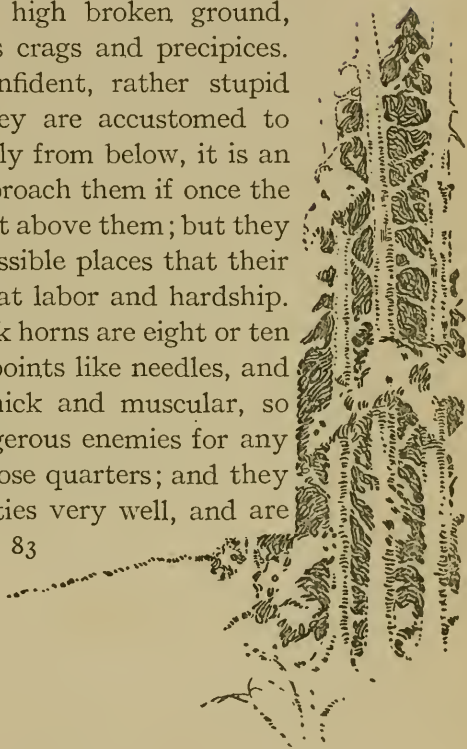 high broken ground,
s crags and precipices.
nfident, rather stupid
ey are accustomed to
ly from below, it is an
proach them if once the
t above them; but they
ssible places that their
at labor and hardship.
k horns are eight or ten
points like needles, and
hick and muscular, so
gerous enemies for any
ose quarters; and they
ties very well, and are
83